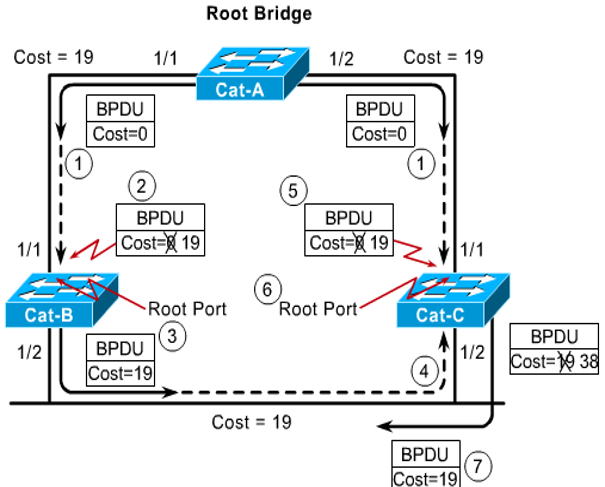 Root Bridge
Cost = 19
1/1
1/2
Cost = 19
Cat-A
BPDU
Cost=0
BPDU
Cost=0
1
1
2
5
BPDU
Cost=0 19
BPDU
Cost=0 19
1/1
1/1
Root Port
6
Root Port
Cat-B
3
Cat-C
1/2
BPDU
Cost=19
4
1/2
BPDU
Cost=19 38
Cost = 19
BPDU
Cost=19
7